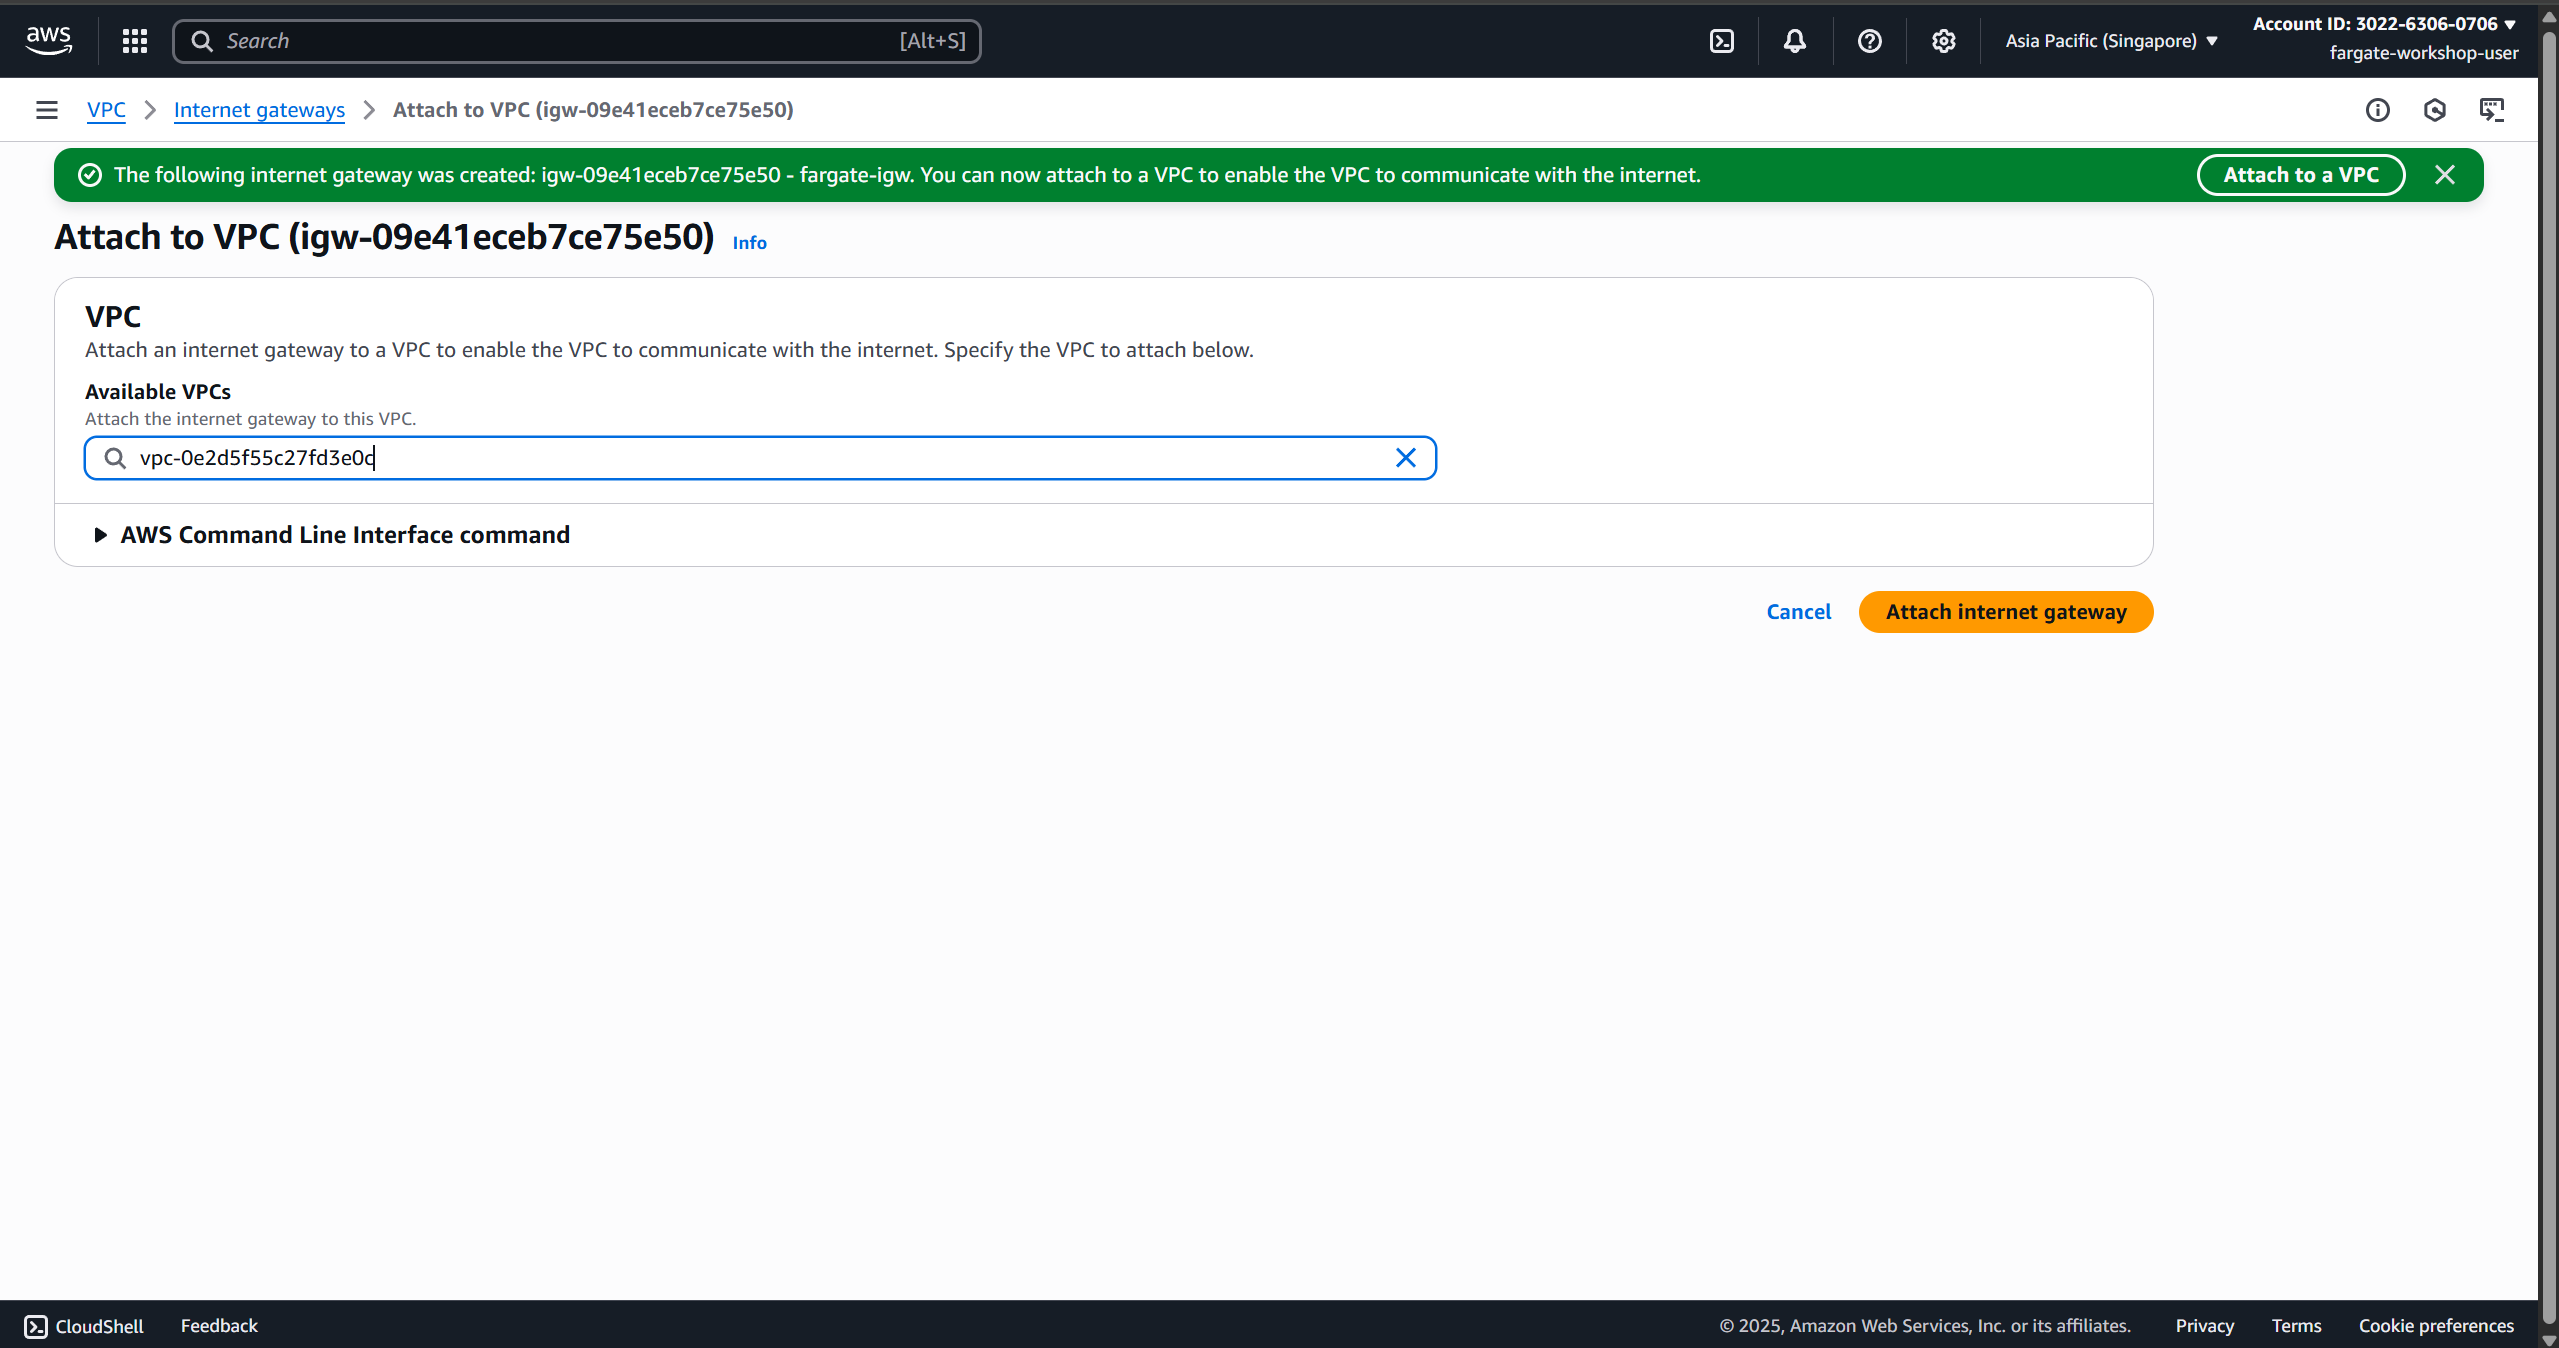 aws
Search [Alt+S]
Asia Pacific (Singapore)
Account ID: 3022-6306-0706
fargate-workshop-user
VPC
Internet gateways
Attach to VPC (igw-09e41eceb7ce75e50)
The following internet gateway was created: igw-09e41eceb7ce75e50 - fargate-igw. You can now attach to a VPC to enable the VPC to communicate with the internet.
Attach to a VPC
Attach to VPC (igw-09e41eceb7ce75e50) Info
VPC
Attach an internet gateway to a VPC to enable the VPC to communicate with the internet. Specify the VPC to attach below.
Available VPCs
Attach the internet gateway to this VPC.
vpc-0e2d5f55c27fd3e0c
AWS Command Line Interface command
Cancel
Attach internet gateway
CloudShell
Feedback
© 2025, Amazon Web Services, Inc. or its affiliates.
Privacy
Terms
Cookie preferences